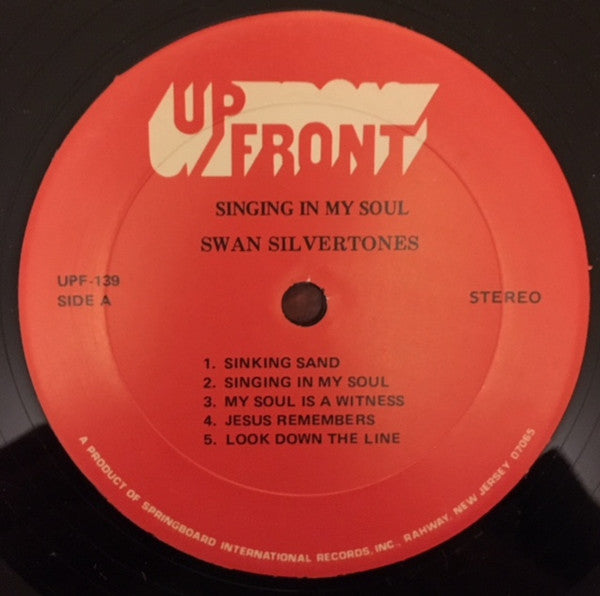 UP
FRONT
SINGING IN MY SOUL
SWAN SILVERTONES
UPF-139
SIDE A
STEREO
1. SINKING SAND
2. SINGING IN MY SOUL
3. MY SOUL IS A WITNESS
4. JESUS REMEMBERS
5. LOOK DOWN THE LINE
A PRODUCT OF SPRINGBOARD INTERNATIONAL RECORDS, INC., RAHWAY, NEW JERSEY 07065